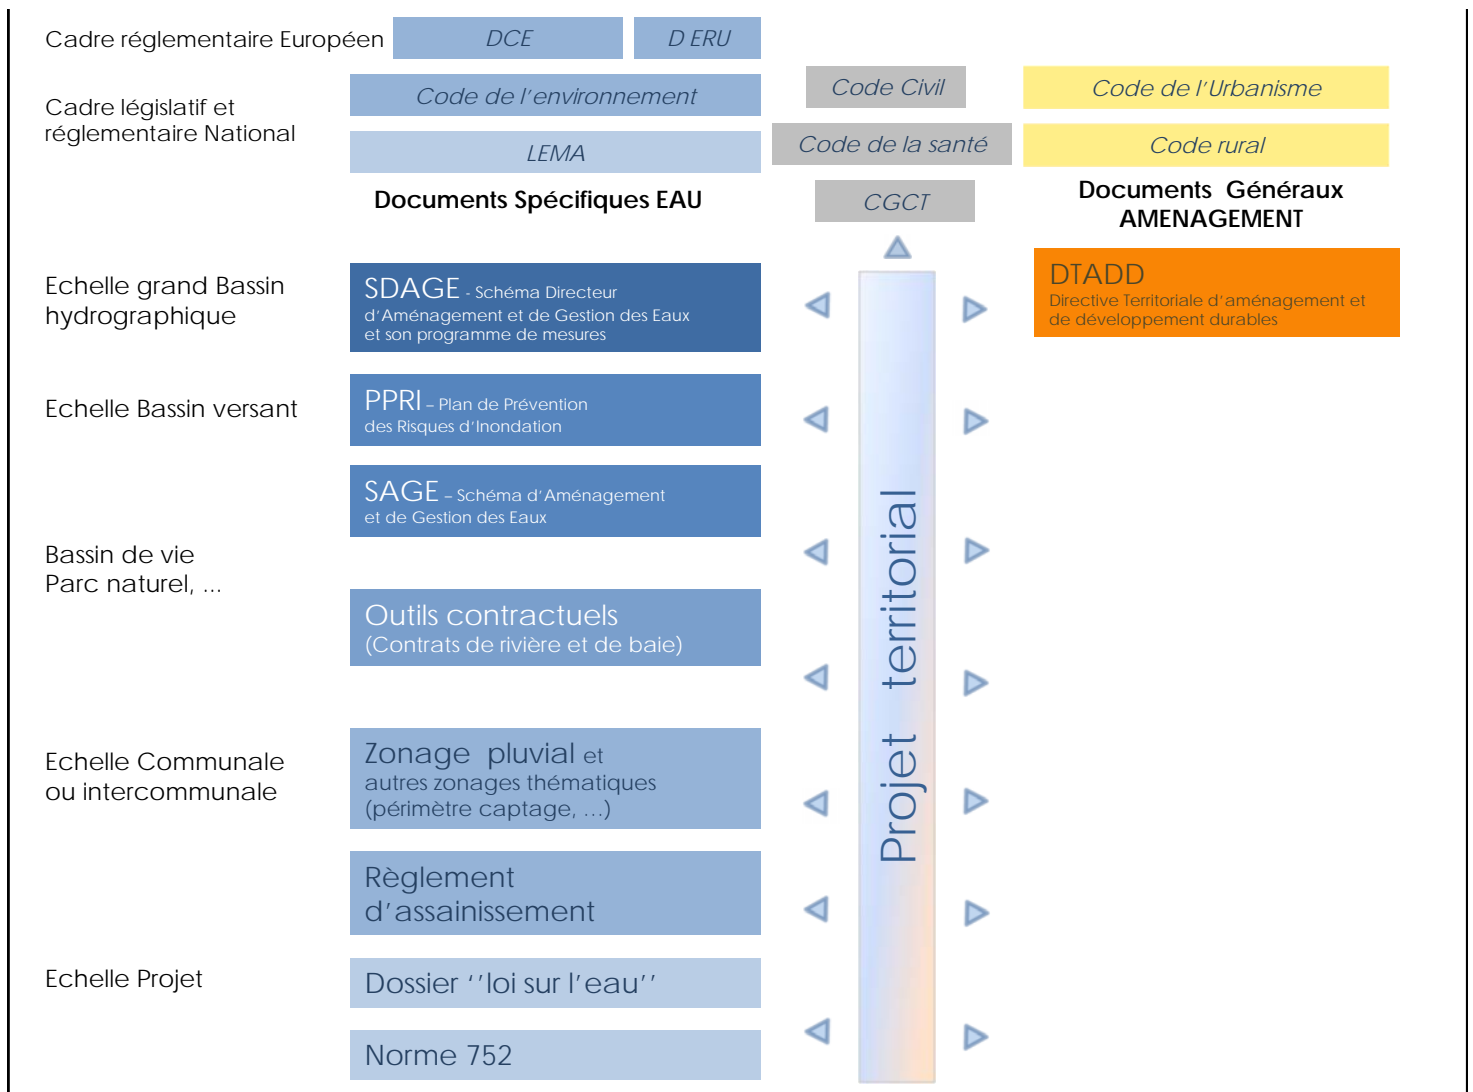 Cadre réglementaire Européen
DCE
D ERU
Cadre législatif et
réglementaire National
Code de l'environnement
Code Civil
Code de l'Urbanisme
LEMA
Code de la santé
Code rural
Documents Spécifiques EAU
CGCT
Documents Généraux
AMENAGEMENT
Echelle grand Bassin
hydrographique
SDAGE - Schéma Directeur
d'Aménagement et de Gestion des Eaux
et son programme de mesures
DTADD
Directive Territoriale d'aménagement et
de développement durables
Echelle Bassin versant
PPRI – Plan de Prévention
des Risques d'Inondation
SAGE – Schéma d'Aménagement
et de Gestion des Eaux
Bassin de vie
Parc naturel, ...
Outils contractuels
(Contrats de rivière et de baie)
Projet territorial
Echelle Communale
ou intercommunale
Zonage pluvial et
autres zonages thématiques
(périmètre captage, ...)
Règlement
d'assainissement
Echelle Projet
Dossier ''loi sur l'eau''
Norme 752